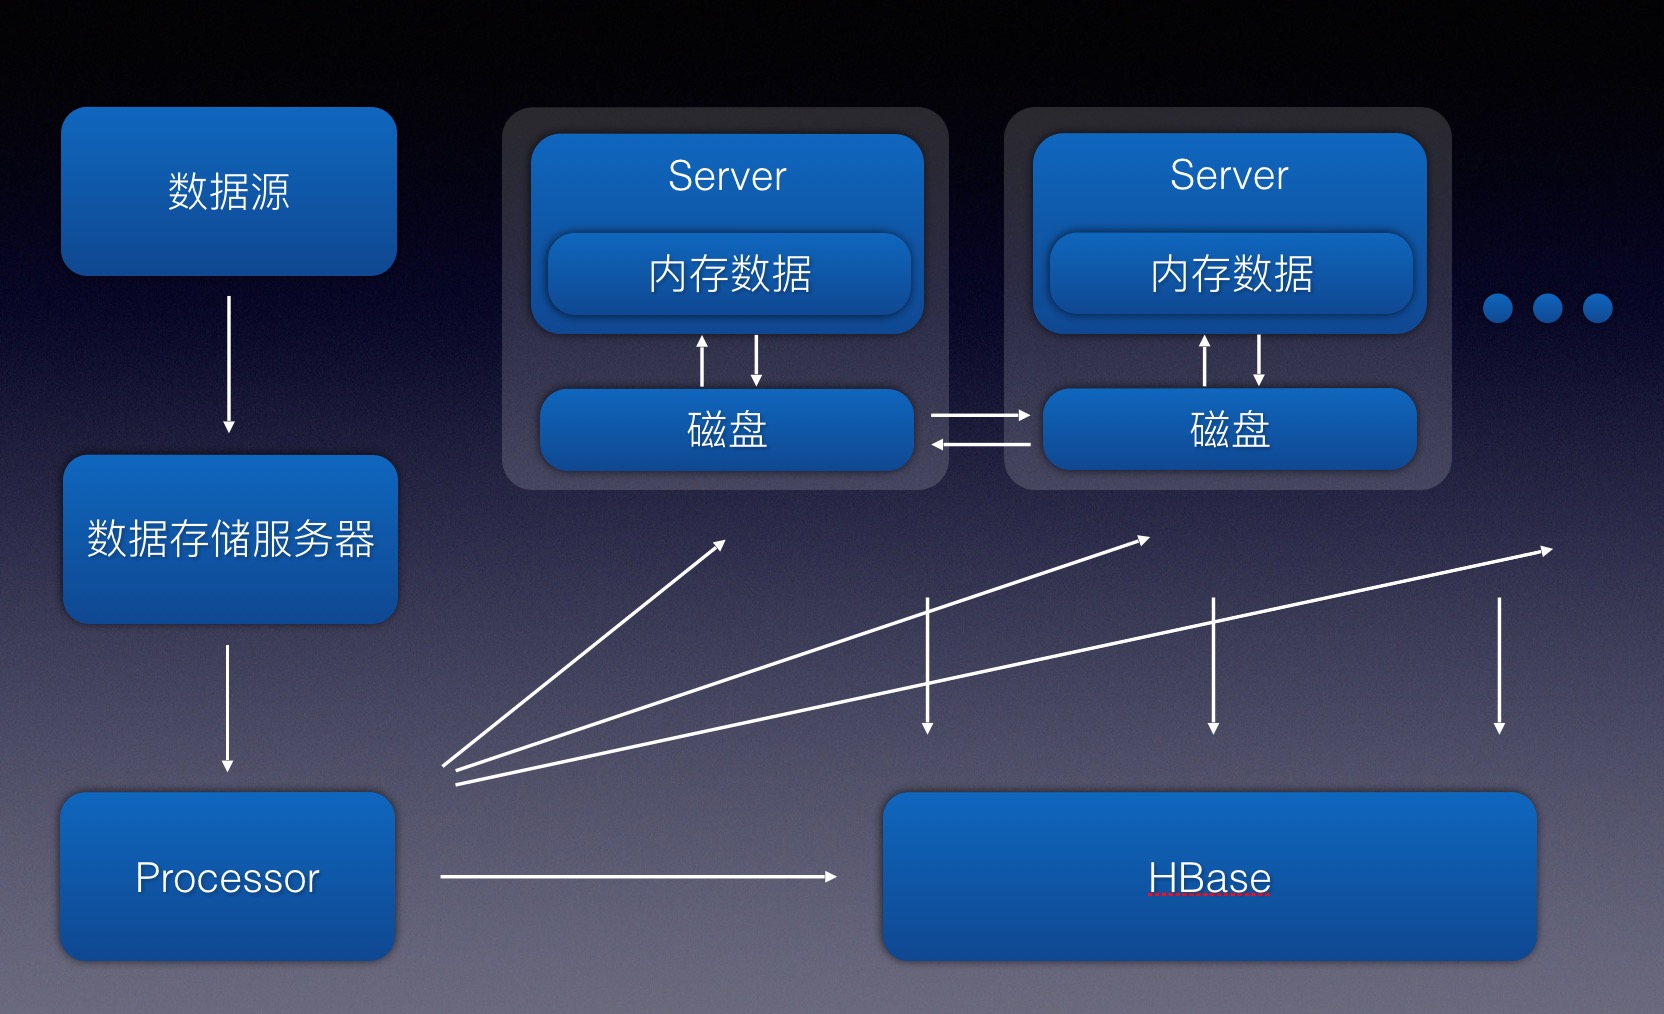 数据源
数据存储服务器
Processor
Server
内存数据
磁盘
Server
内存数据
磁盘
HBase